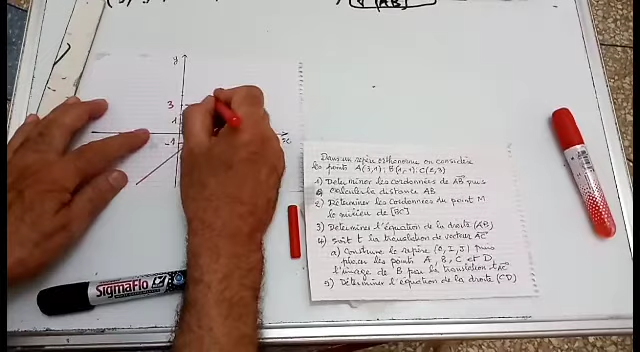 (AB)
y
3
1
-1
x
Dans un repère orthonormé on considère
les points A(3,1); B(1,-1); C(2,3)
1) Déterminer les coordonnées de AB puis
calculer la distance AB
2) Déterminer les coordonnées du point M
le milieu de [BC]
3) Déterminer l'équation de la droite (AB)
4) Soit t la translation de vecteur AC
a) Construire le repère (O, I, J) puis
placer les points A, B, C et D,
l'image de B par la translation t AC
5) Déterminer l'équation de la droite (CD)
SigmaFlo